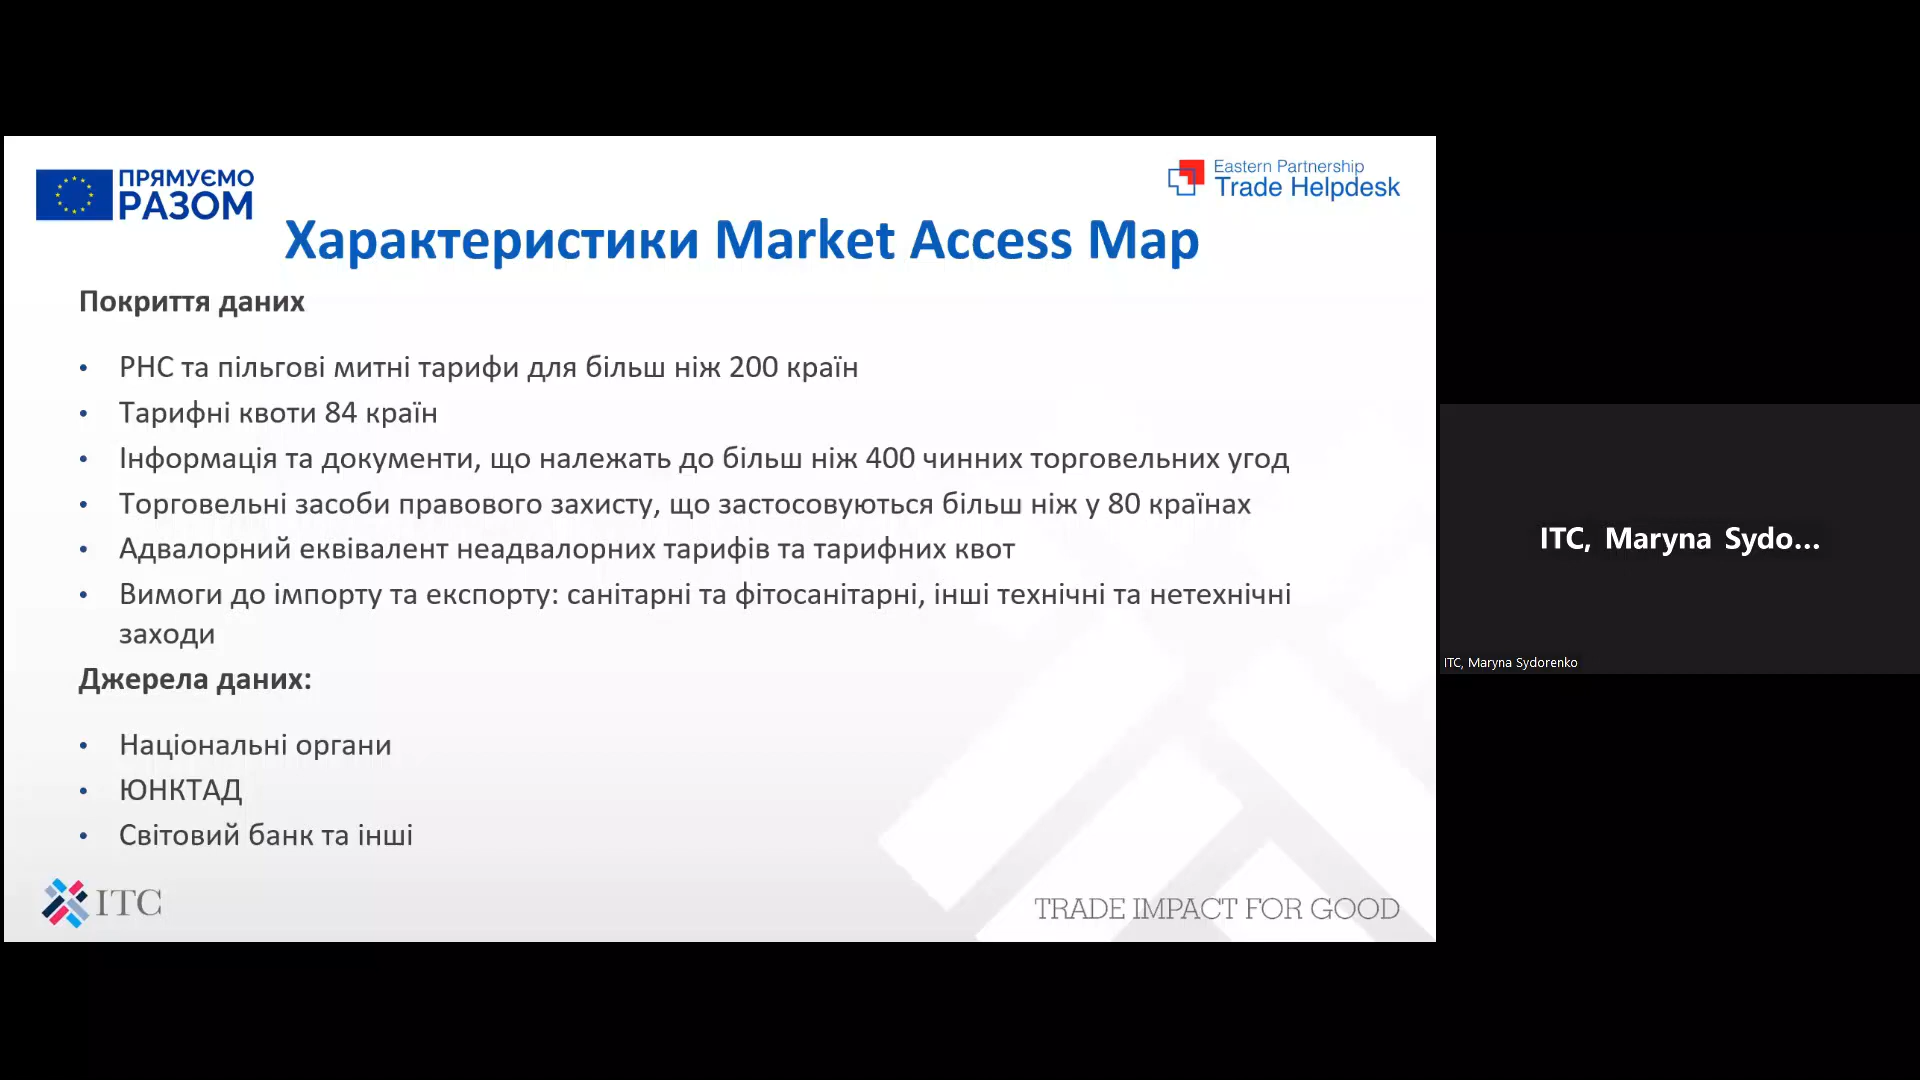 ПРЯМУЄМО
РАЗОМ
Eastern Partnership
Trade Helpdesk
Характеристики Market Access Map
Покриття даних
• РНС та пільгові митні тарифи для більш ніж 200 країн
• Тарифні квоти 84 країн
• Інформація та документи, що належать до більш ніж 400 чинних торговельних угод
• Торговельні засоби правового захисту, що застосовуються більш ніж у 80 країнах
• Адвалорний еквівалент неадвалорних тарифів та тарифних квот
• Вимоги до імпорту та експорту: санітарні та фітосанітарні, інші технічні та нетехнічні
заходи
Джерела даних:
• Національні органи
• ЮНКТАД
• Світовий банк та інші
ITC
TRADE IMPACT FOR GOOD
ITC, Maryna Sydo...
ITC, Maryna Sydorenko